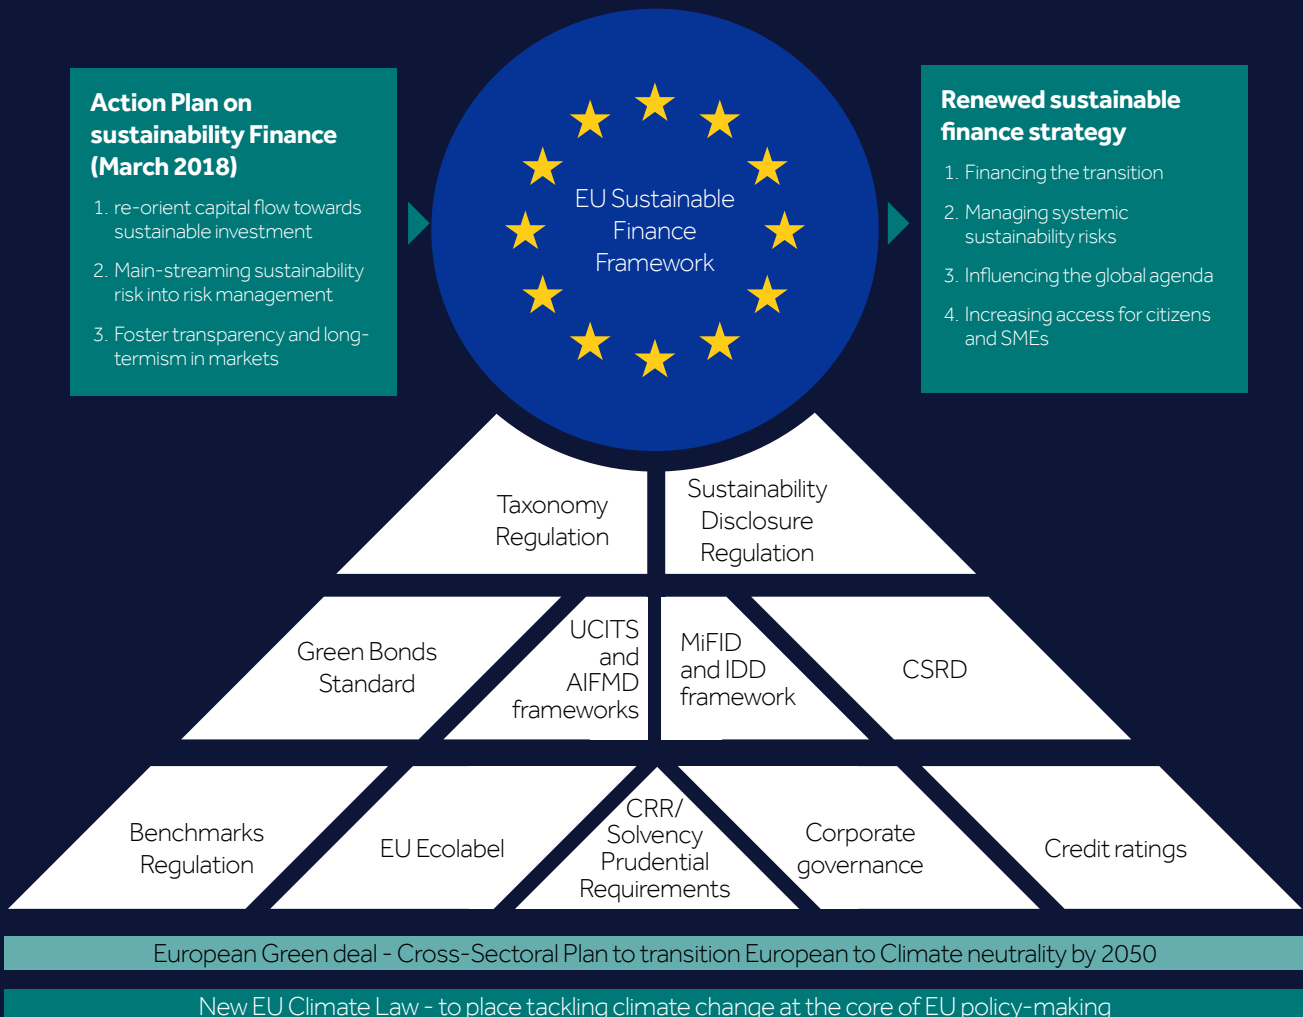 Action Plan on
sustainability Finance
(March 2018)
1. re-orient capital flow towards
sustainable investment
2. Main-streaming sustainability
risk into risk management
3. Foster transparency and long-
termism in markets
EU Sustainable
Finance
Framework
Renewed sustainable
finance strategy
1. Financing the transition
2. Managing systemic
sustainability risks
3. Influencing the global agenda
4. Increasing access for citizens
and SMEs
Taxonomy
Regulation
Sustainability
Disclosure
Regulation
Green Bonds
Standard
UCITS
and
AIFMD
frameworks
MiFID
and IDD
framework
CSRD
Benchmarks
Regulation
EU Ecolabel
CRR/
Solvency
Prudential
Requirements
Corporate
governance
Credit ratings
European Green deal - Cross-Sectoral Plan to transition European to Climate neutrality by 2050
New EU Climate Law - to place tackling climate change at the core of EU policy-making